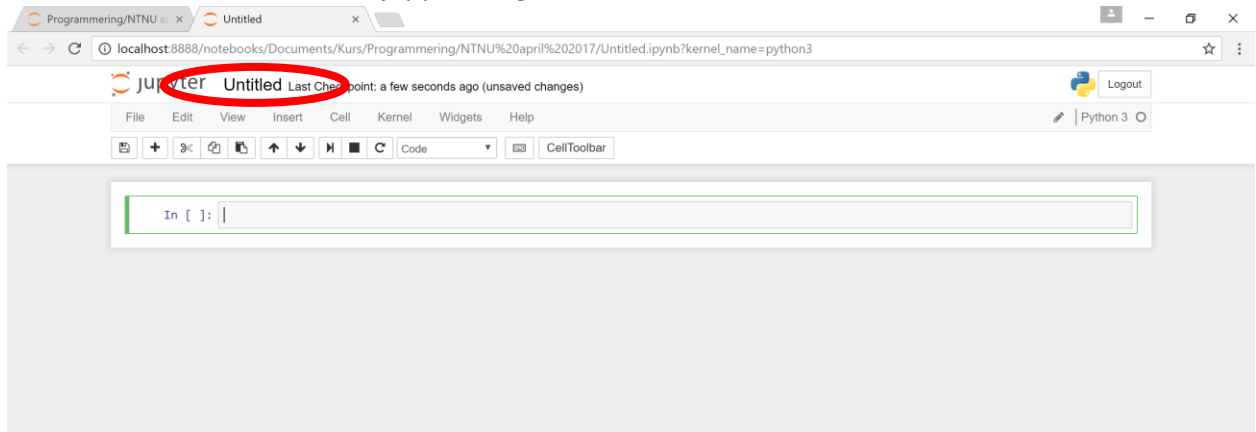 Programmering/NTNU a Untitled
localhost:8888/notebooks/Documents/Kurs/Programmering/NTNU%20april%202017/Untitled.ipynb?kernel_name=python3
jupyter Untitled Last Checkpoint: a few seconds ago (unsaved changes) Logout
File Edit View Insert Cell Kernel Widgets Help Python 3
Code CellToolbar
In [ ]: